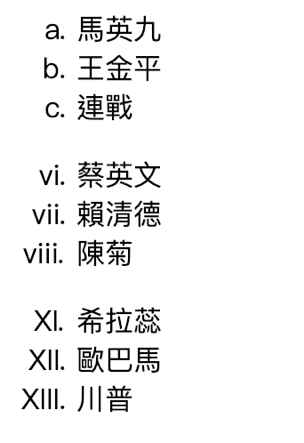 a. 馬英九
b. 王金平
c. 連戰
vi. 蔡英文
vii. 賴清德
viii. 陳菊
XI. 希拉蕊
XII. 歐巴馬
XIII. 川普